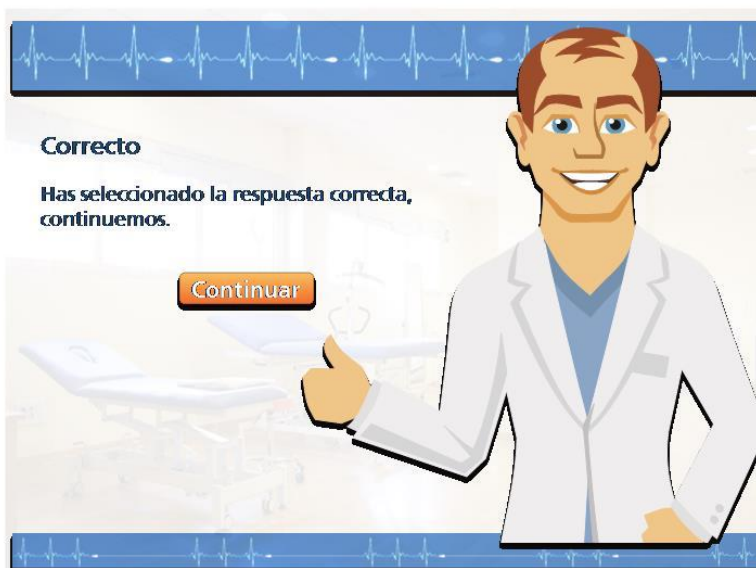 Correcto
Has seleccionado la respuesta correcta,
continuemos.
Continuar